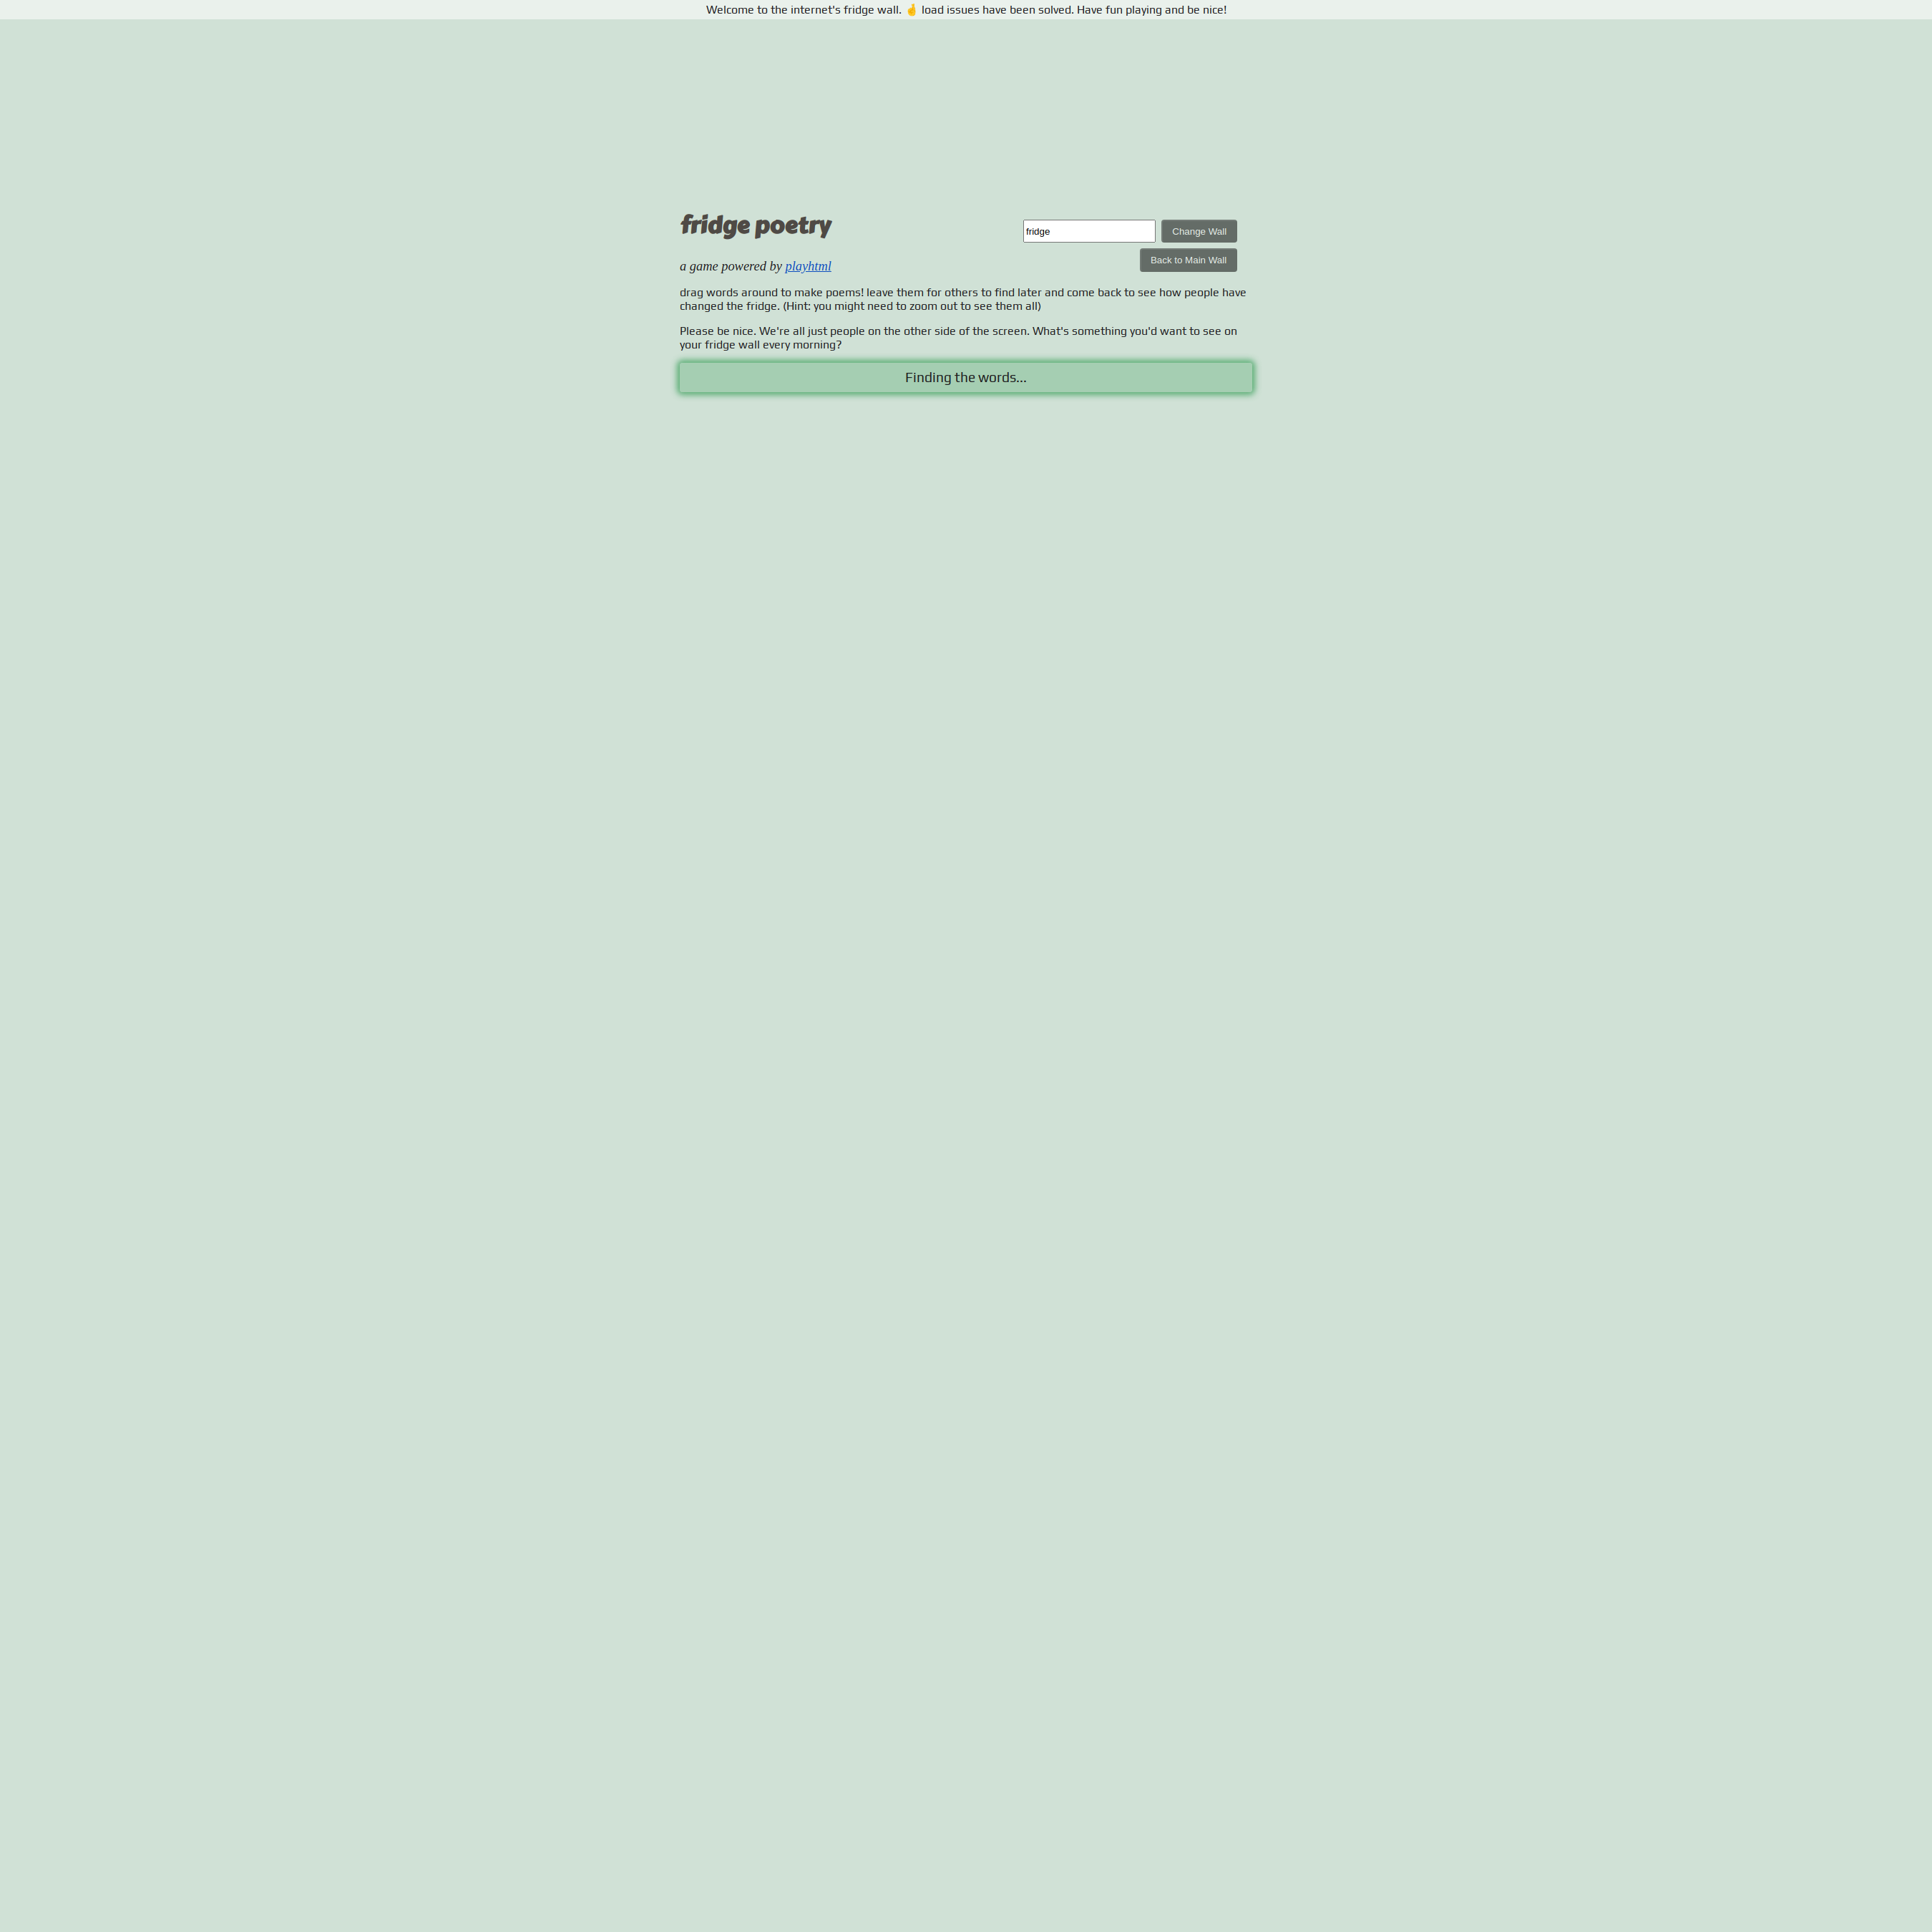 Welcome to the internet's fridge wall. 🤞 load issues have been solved. Have fun playing and be nice!
fridge poetry
fridge
Change Wall
Back to Main Wall
a game powered by playhtml
drag words around to make poems! leave them for others to find later and come back to see how people have
changed the fridge. (Hint: you might need to zoom out to see them all)
Please be nice. We're all just people on the other side of the screen. What's something you'd want to see on
your fridge wall every morning?
Finding the words...